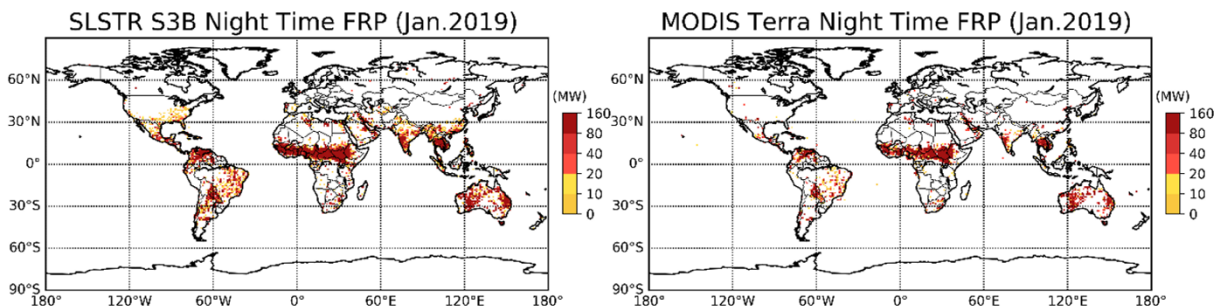 SLSTR S3B Night Time FRP (Jan.2019)
60°N
30°N
0°
30°S
60°S
90°S
180°
120°W
60°W
0°
60°E
120°E
180°
(MW)
160
80
40
20
10
0
MODIS Terra Night Time FRP (Jan.2019)
60°N
30°N
0°
30°S
60°S
90°S
180°
120°W
60°W
0°
60°E
120°E
180°
(MW)
160
80
40
20
10
0